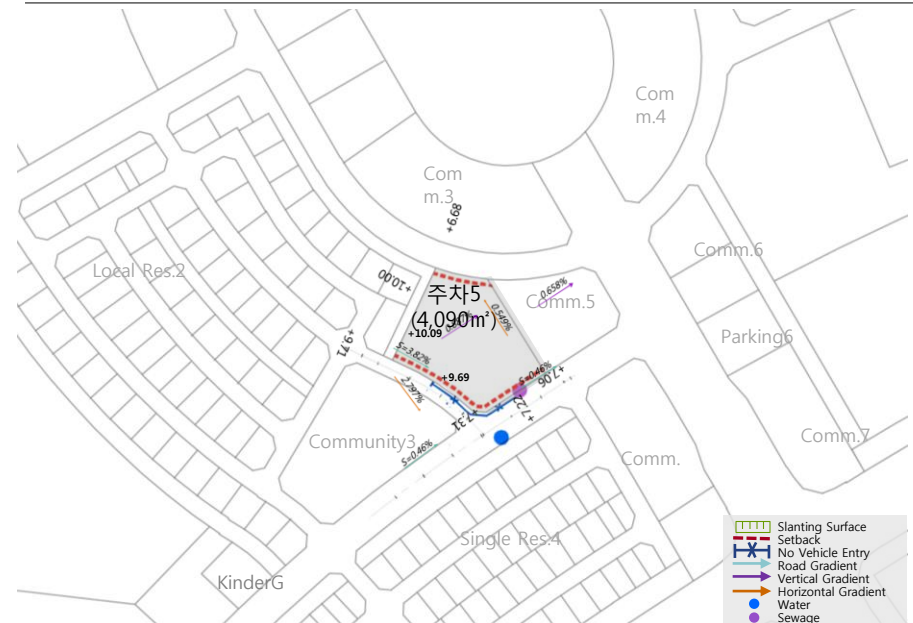 Com
m.4
Com
m.3
+9.68
Local Res.2
+10.00
주차5
(4,090㎡)
0.549%
0.658%
Comm.5
Comm.6
+10.09
+9.71
S=3.82%
Parking6
+9.69
S=0.46%
+7.06
2.797%
+7.22
+7.31
Community3
S=0.46%
Comm.
Comm.7
Single Res.4
KinderG
Slanting Surface
Setback
No Vehicle Entry
Road Gradient
Vertical Gradient
Horizontal Gradient
Water
Sewage